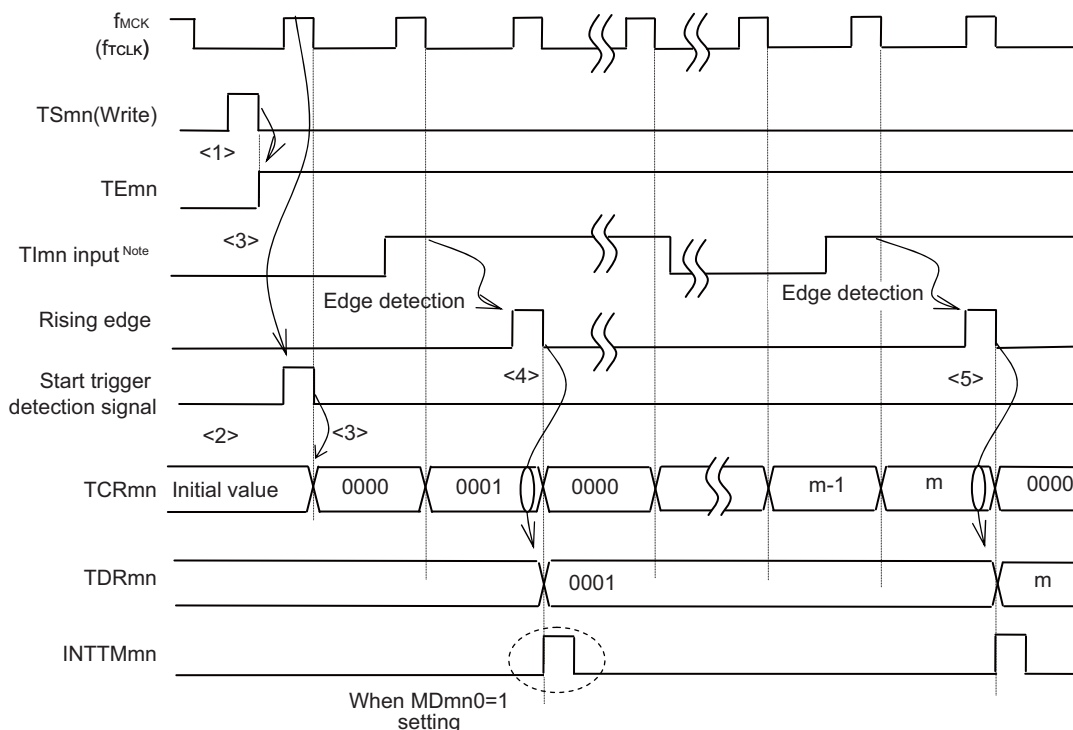 fMCK
(fTCLK)
TSmn(Write)
<1>
TEmn
<3>
TImn input Note
Edge detection
Edge detection
Rising edge
<4>
<5>
Start trigger
detection signal
<2>
<3>
TCRmn
Initial value
0000
0001
0000
m-1
m
0000
TDRmn
0001
m
INTTMmn
When MDmn0=1
setting